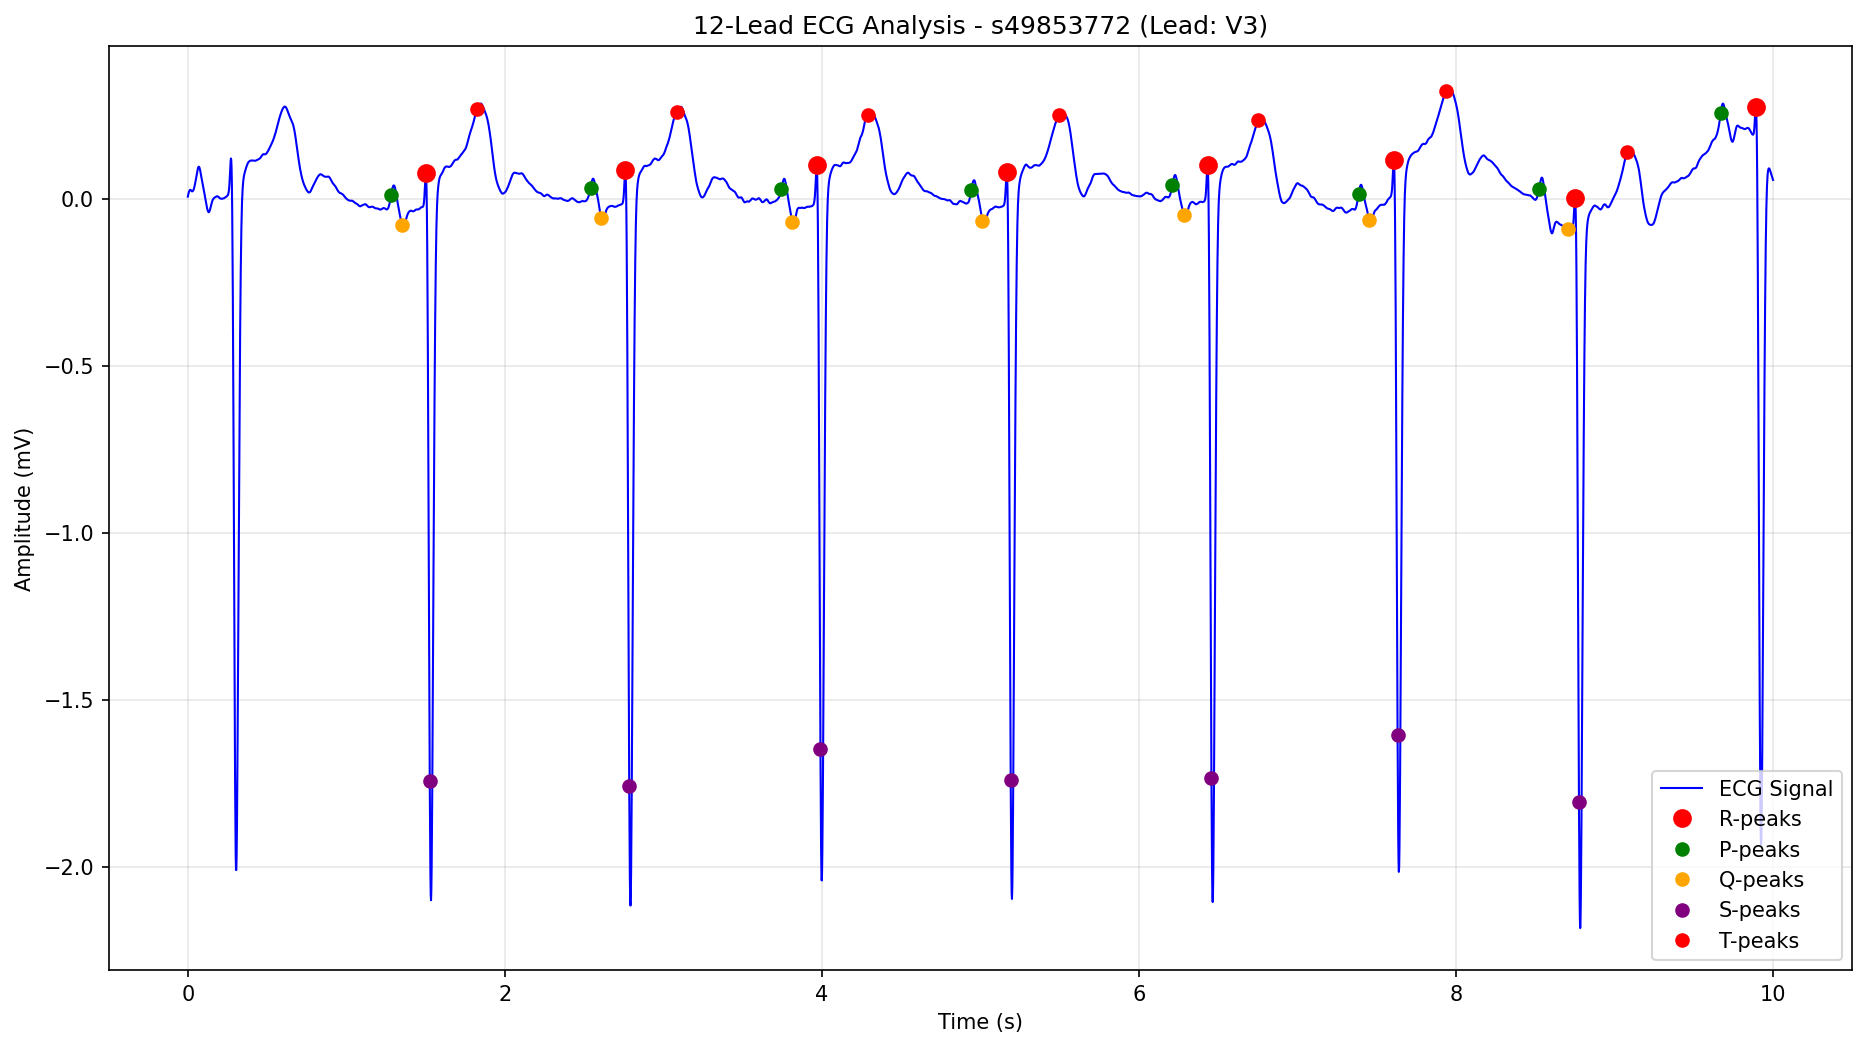 12-Lead ECG Analysis - s49853772 (Lead: V3)
Amplitude (mV)
0.0
−0.5
−1.0
−1.5
−2.0
0 2 4 6 8 10
Time (s)
ECG Signal
R-peaks
P-peaks
Q-peaks
S-peaks
T-peaks